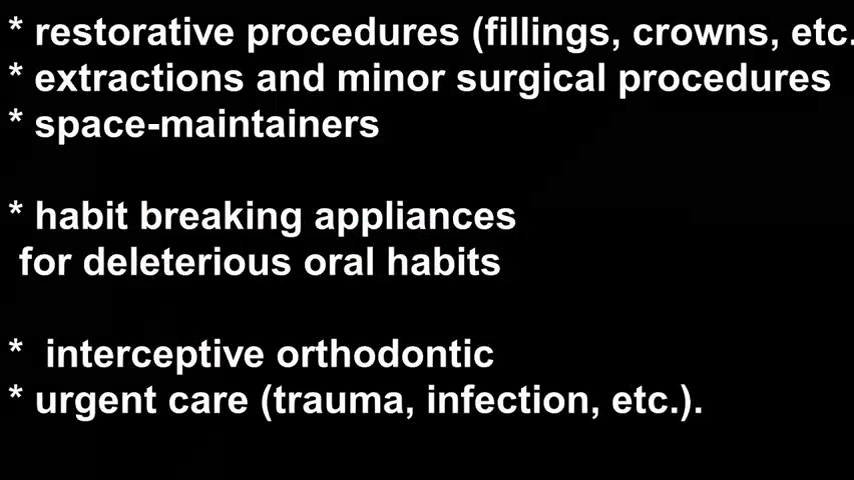 * restorative procedures (fillings, crowns, etc.
* extractions and minor surgical procedures
* space-maintainers
* habit breaking appliances
for deleterious oral habits
* interceptive orthodontic
* urgent care (trauma, infection, etc.).